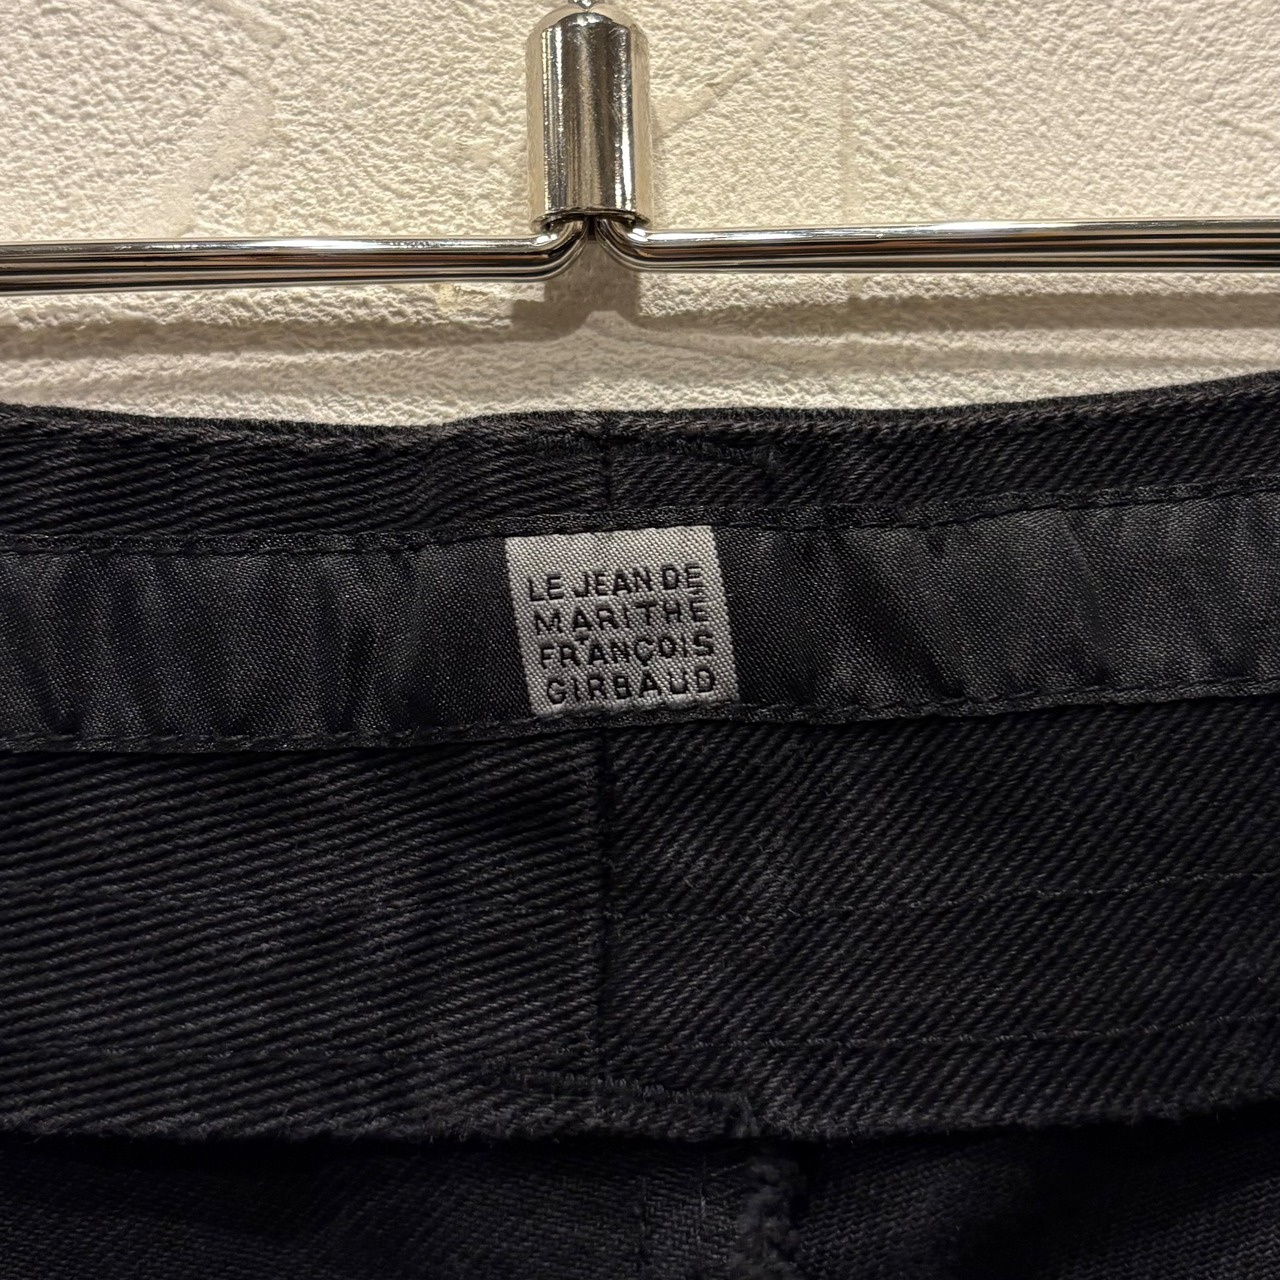 LE JEAN DE
MARITHÉ
+
FRANÇOIS
GIRBAUD